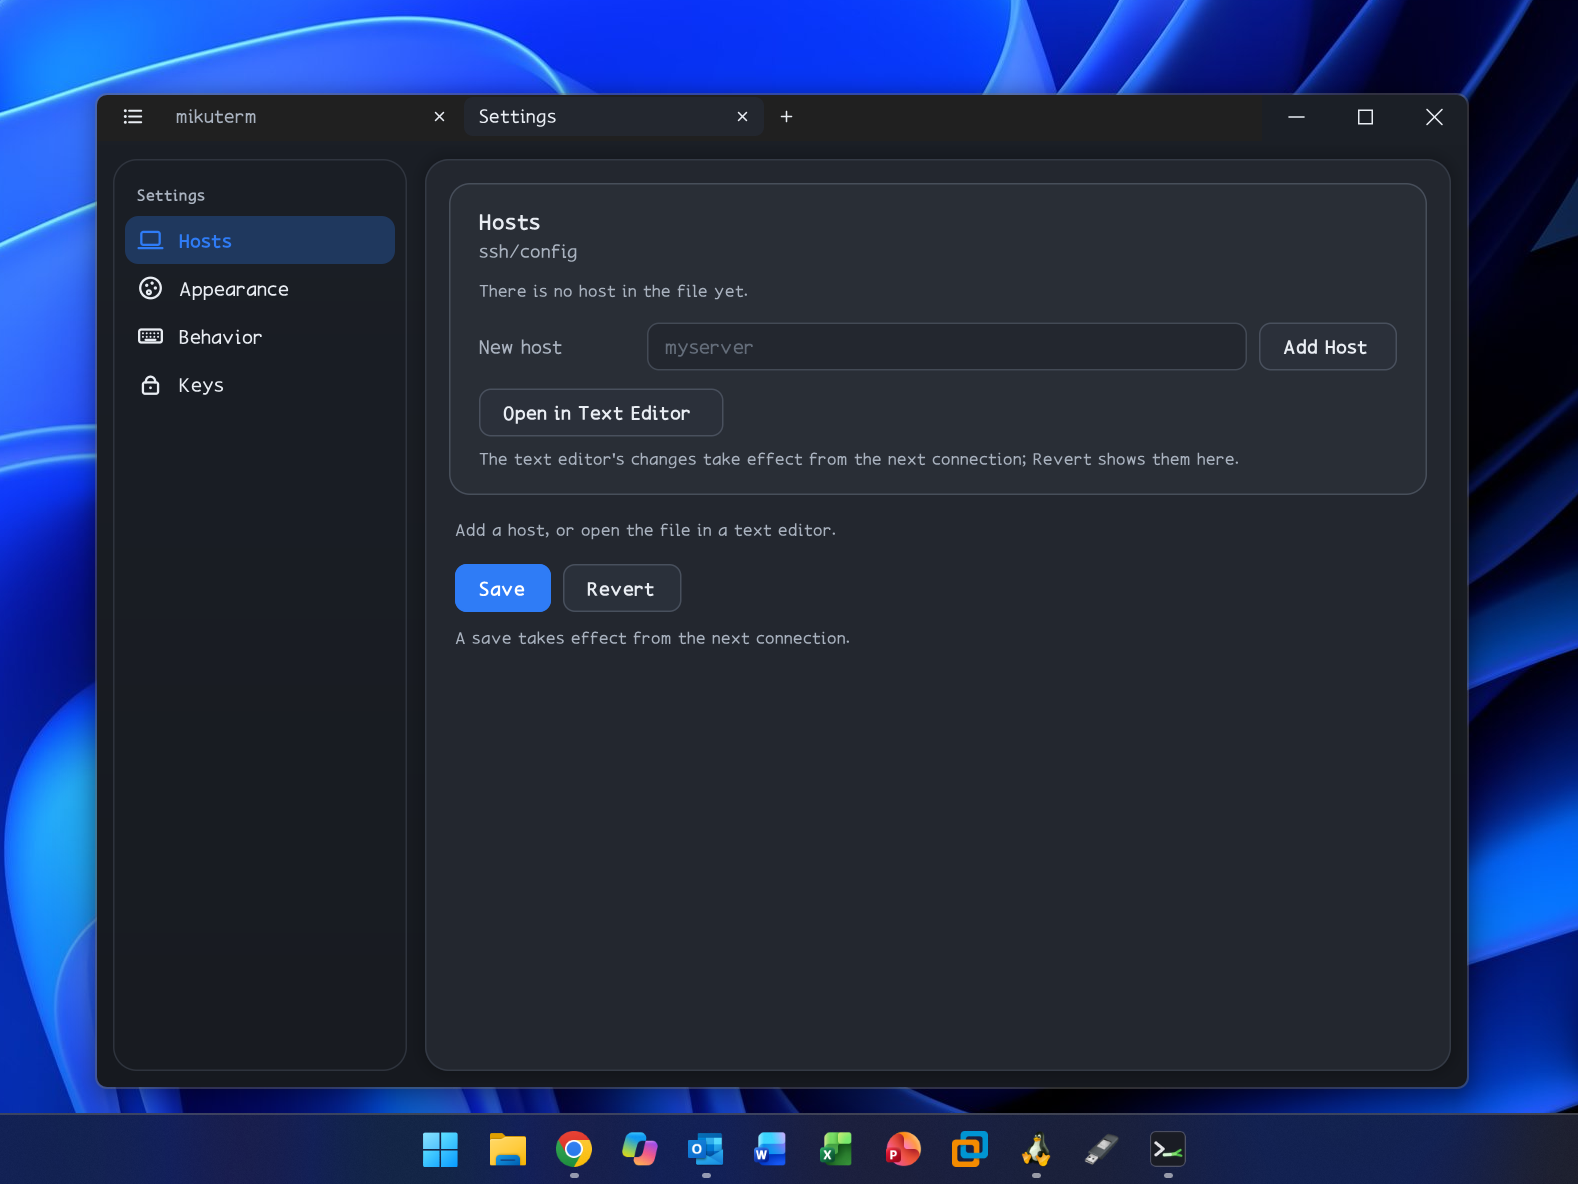 mikuterm
Settings
Settings
Hosts
Appearance
Behavior
Keys
Hosts
ssh/config
There is no host in the file yet.
New host
myserver
Add Host
Open in Text Editor
The text editor's changes take effect from the next connection; Revert shows them here.
Add a host, or open the file in a text editor.
Save
Revert
A save takes effect from the next connection.